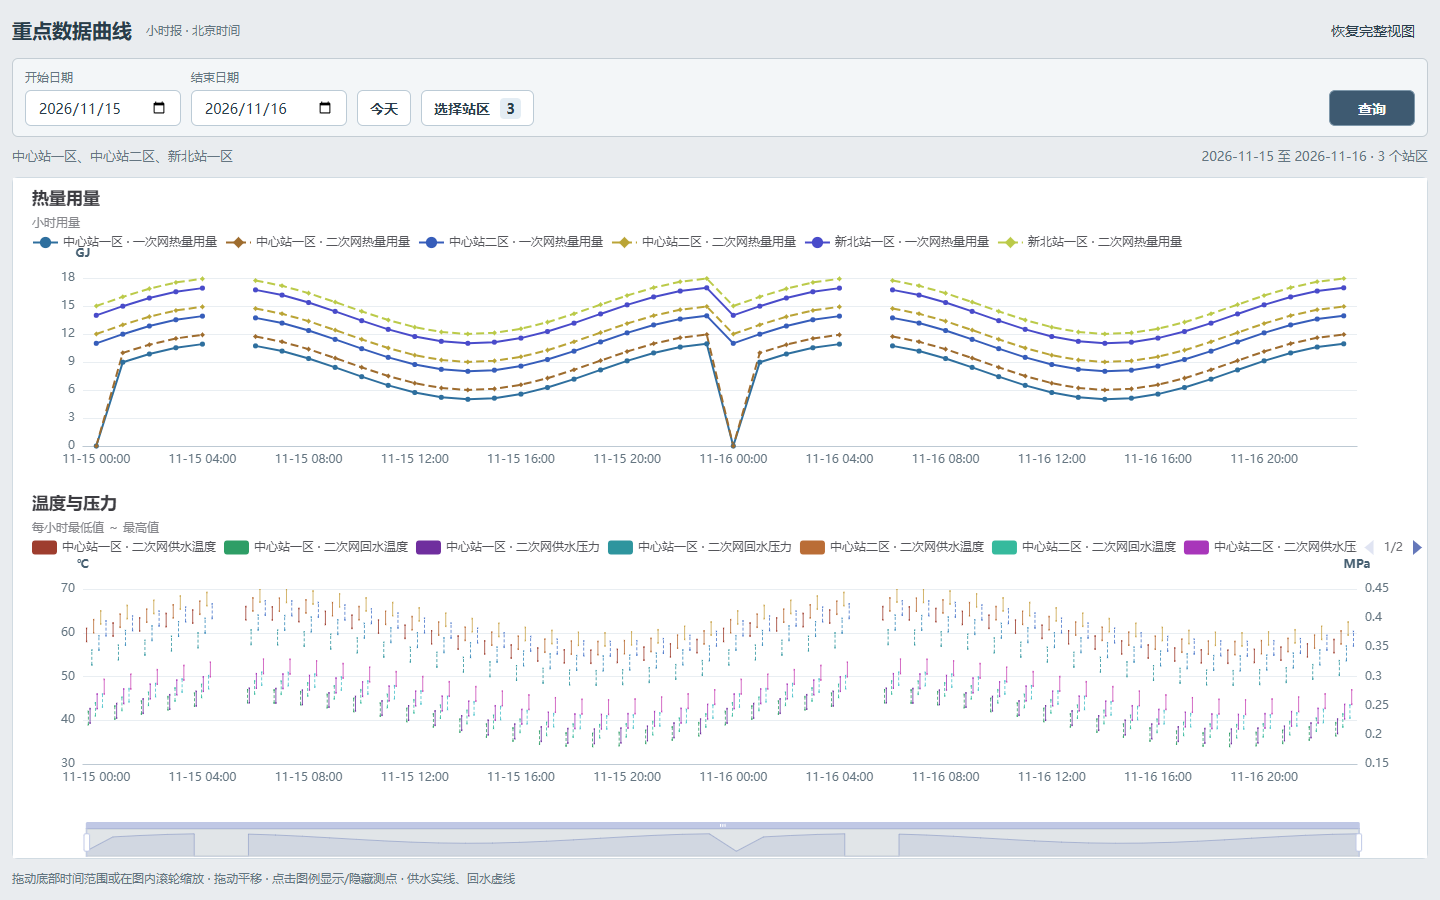 重点数据曲线 小时报 · 北京时间 恢复完整视图
开始日期 结束日期
2026/11/15 2026/11/16 今天 选择站区 3 查询
中心站一区、中心站二区、新北站一区 2026-11-15 至 2026-11-16 · 3 个站区
热量用量
小时用量
中心站一区 · 一次网热量用量 中心站一区 · 二次网热量用量 中心站二区 · 一次网热量用量 中心站二区 · 二次网热量用量 新北站一区 · 一次网热量用量 新北站一区 · 二次网热量用量
GJ
18
15
12
9
6
3
0
11-15 00:00 11-15 04:00 11-15 08:00 11-15 12:00 11-15 16:00 11-15 20:00 11-16 00:00 11-16 04:00 11-16 08:00 11-16 12:00 11-16 16:00 11-16 20:00
温度与压力
每小时最低值 ~ 最高值
中心站一区 · 二次网供水温度 中心站一区 · 二次网回水温度 中心站一区 · 二次网供水压力 中心站一区 · 二次网回水压力 中心站二区 · 二次网供水温度 中心站二区 · 二次网回水温度 中心站二区 · 二次网供水压 1/2
℃ MPa
70 0.45
0.4
60
0.35
50 0.3
0.25
40
0.2
30 0.15
11-15 00:00 11-15 04:00 11-15 08:00 11-15 12:00 11-15 16:00 11-15 20:00 11-16 00:00 11-16 04:00 11-16 08:00 11-16 12:00 11-16 16:00 11-16 20:00
拖动底部时间范围或在图内滚轮缩放 · 拖动平移 · 点击图例显示/隐藏测点 · 供水实线、回水虚线